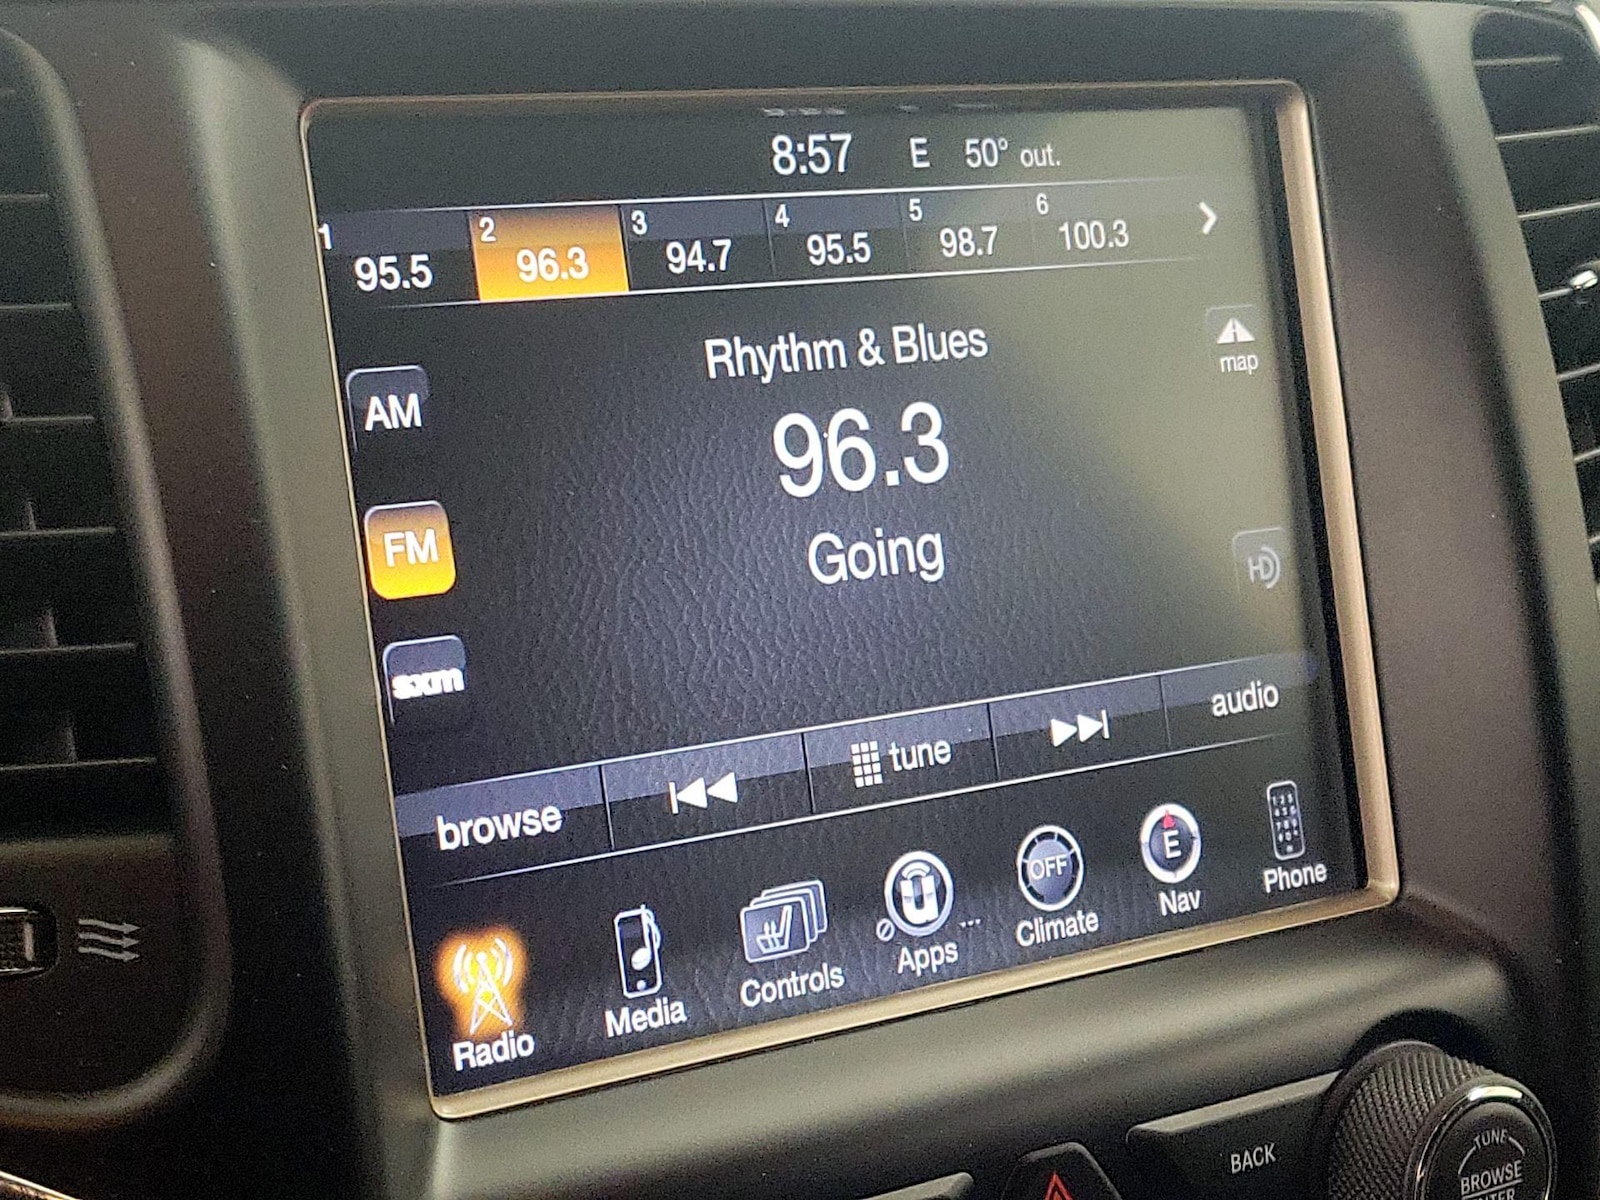 8:57 E 50° out.
1 2 3 4 5 6
95.5 96.3 94.7 95.5 98.7 100.3
Rhythm & Blues
map
AM
96.3
FM
Going
HD
sxm
browse tune audio
OFF E
Radio Media Controls Apps Climate Nav Phone
BACK
TUNE
BROWSE